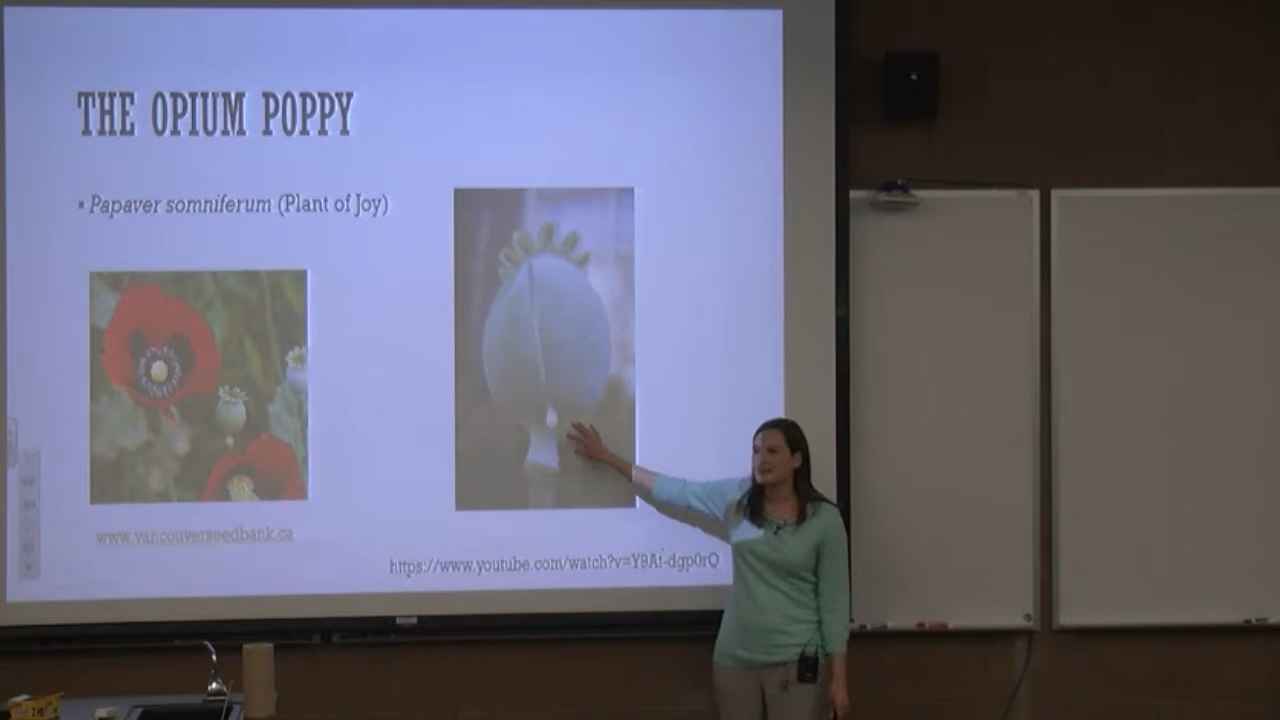 THE OPIUM POPPY
▪ Papaver somniferum (Plant of Joy)
www.vancouverseedbank.ca
https://www.youtube.com/watch?v=Y9At-dgp0rQ